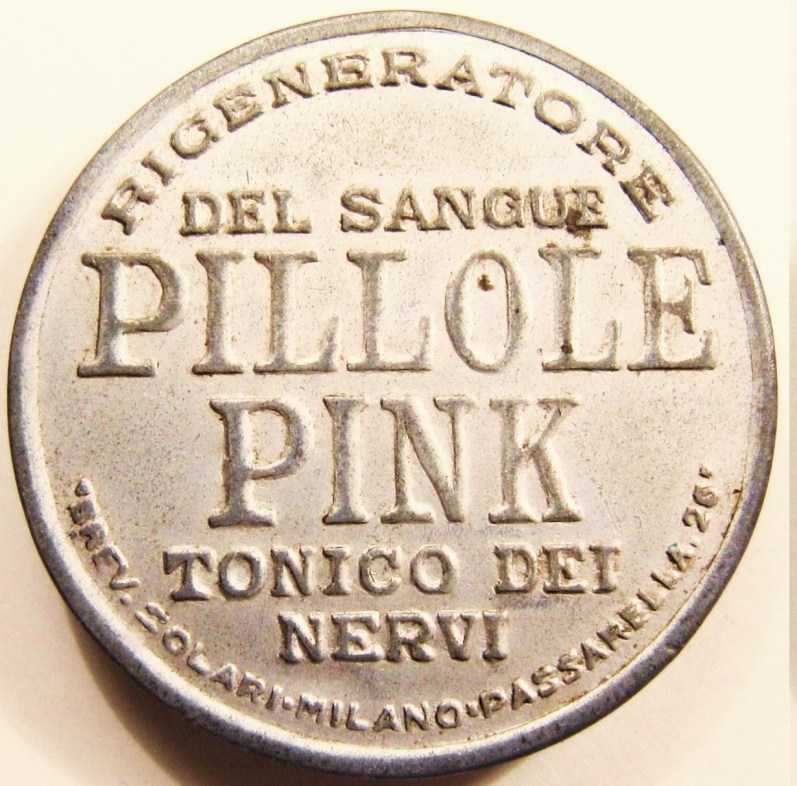 RIGENERATORE
DEL SANGUE
PILLOLE
PINK
TONICO DEI
NERVI
"BREV. SOLARI·MILANO·PASSARELLA.26"